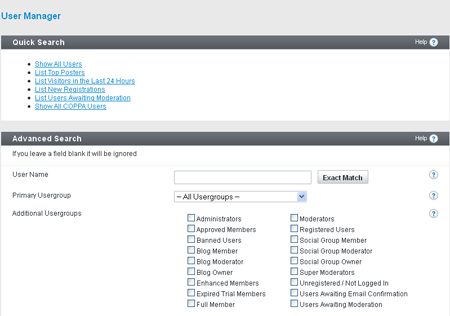 User Manager
Quick Search Help ?
Show All Users
List Top Posters
List Visitors in the Last 24 Hours
List New Registrations
List Users Awaiting Moderation
Show All COPPA Users
Advanced Search Help ?
If you leave a field blank it will be ignored
User Name Exact Match ?
Primary Usergroup -- All Usergroups -- ?
Additional Usergroups ?
Administrators Moderators
Approved Members Registered Users
Banned Users Social Group Member
Blog Member Social Group Moderator
Blog Moderator Social Group Owner
Blog Owner Super Moderators
Enhanced Members Unregistered / Not Logged In
Expired Trial Members Users Awaiting Email Confirmation
Full Member Users Awaiting Moderation